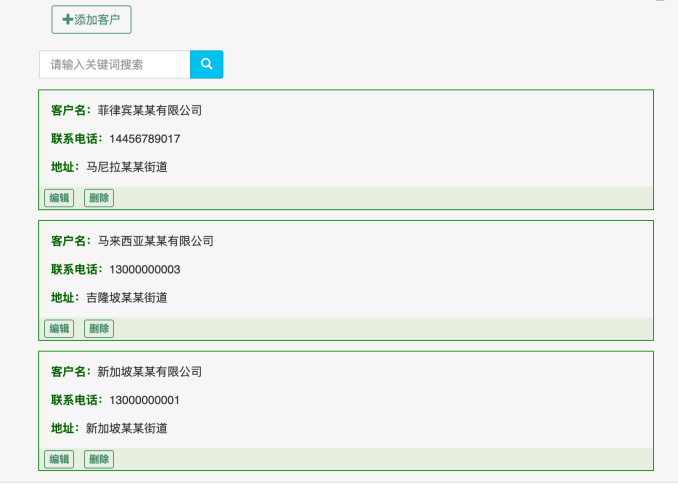 添加客户
请输入关键词搜索
客户名：菲律宾某某有限公司
联系电话：14456789017
地址：马尼拉某某街道
编辑 删除
客户名：马来西亚某某有限公司
联系电话：13000000003
地址：吉隆坡某某街道
编辑 删除
客户名：新加坡某某有限公司
联系电话：13000000001
地址：新加坡某某街道
编辑 删除